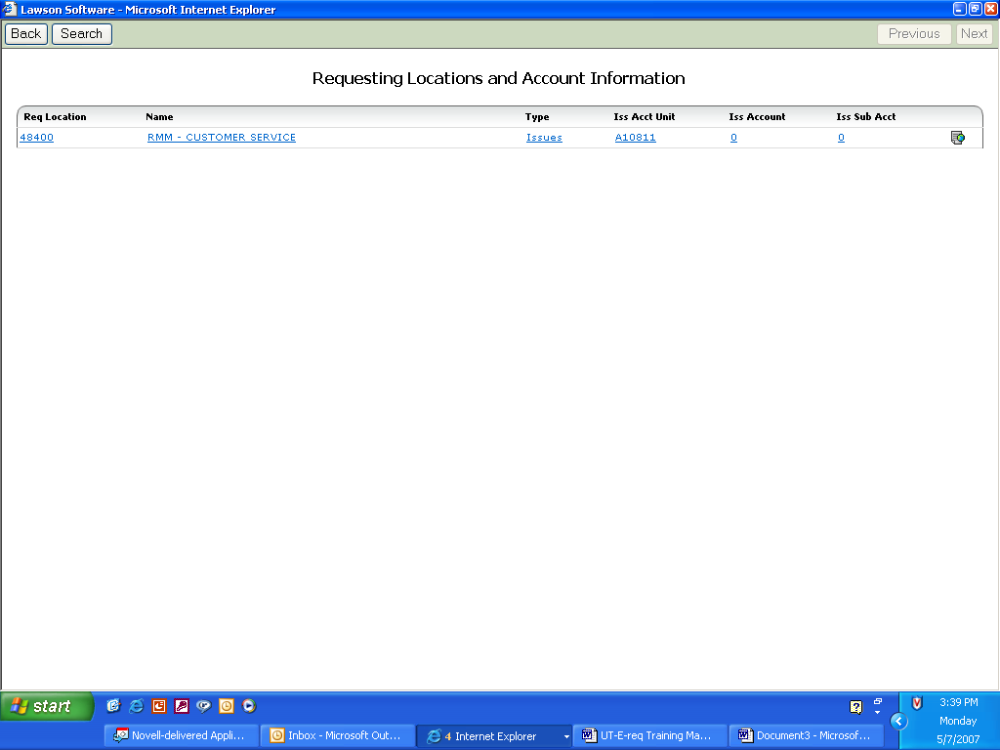 Lawson Software - Microsoft Internet Explorer
Back Search Previous Next
Requesting Locations and Account Information
Req Location Name Type Iss Acct Unit Iss Account Iss Sub Acct
48400 RMM - CUSTOMER SERVICE Issues A10811 0 0
start 3:39 PM
Monday
Novell-delivered Appli... Inbox - Microsoft Out... 4 Internet Explorer UT-E-req Training Ma... Document3 - Microsof... 5/7/2007